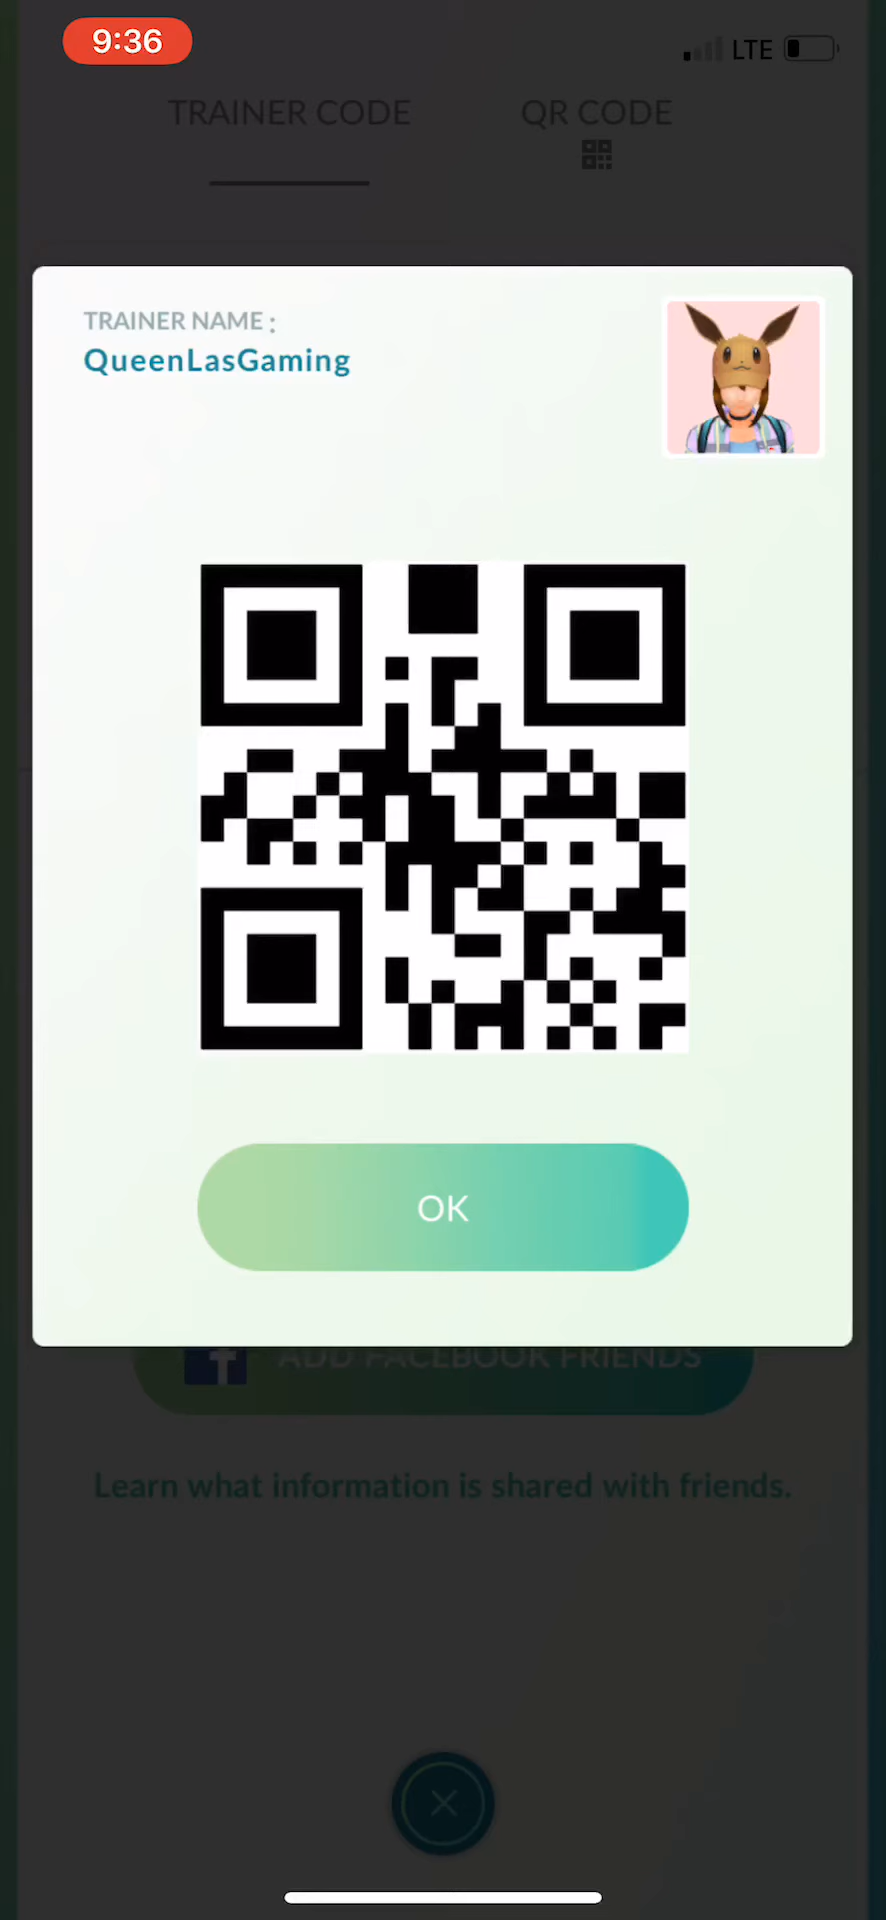 9:36
LTE
TRAINER CODE
QR CODE
TRAINER NAME :
QueenLasGaming
OK
ADD FACEBOOK FRIENDS
Learn what information is shared with friends.